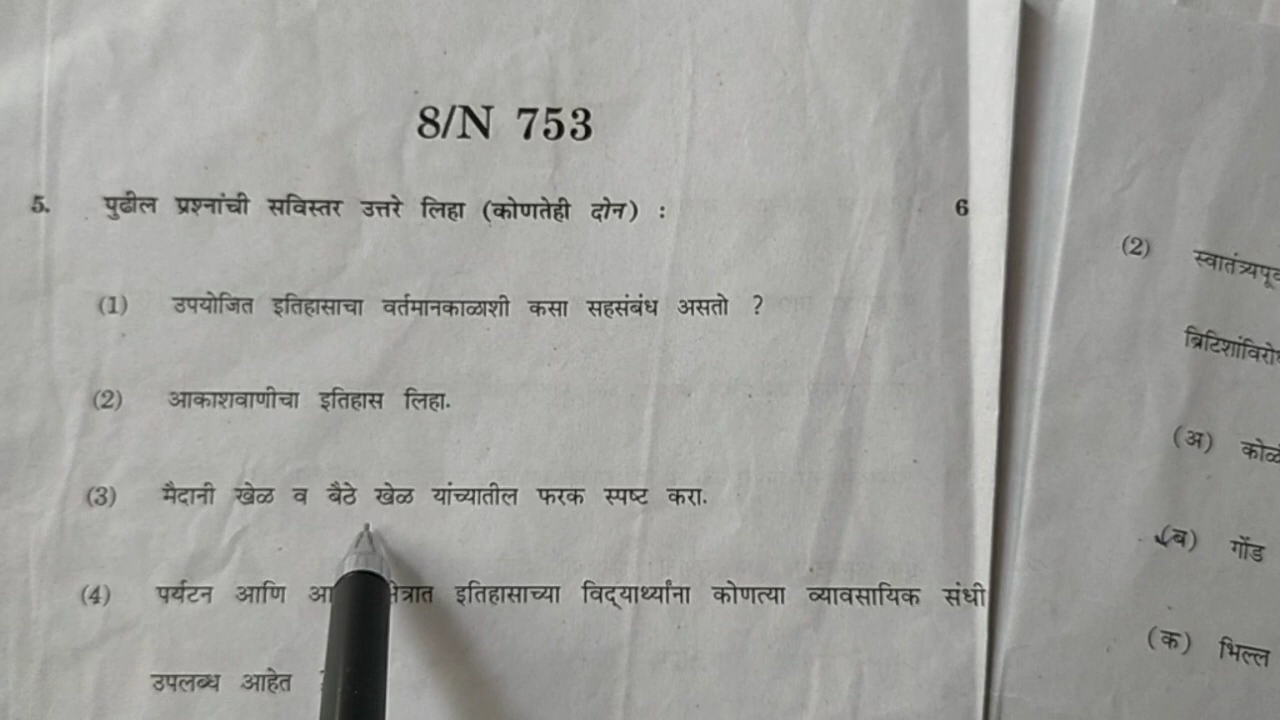 8/N 753
5. पुढील प्रश्नांची सविस्तर उत्तरे लिहा (कोणतेही दोन) : 6
(1) उपयोजित इतिहासाचा वर्तमानकाळाशी कसा सहसंबंध असतो ?
(2) आकाशवाणीचा इतिहास लिहा.
(3) मैदानी खेळ व बैठे खेळ यांच्यातील फरक स्पष्ट करा.
(4) पर्यटन आणि इतिहासाच्या विद्यार्थ्यांना कोणत्या व्यावसायिक संधी
उपलब्ध आहेत
(2)
(अ)
(ब) गोंड
(क) भिल्ल